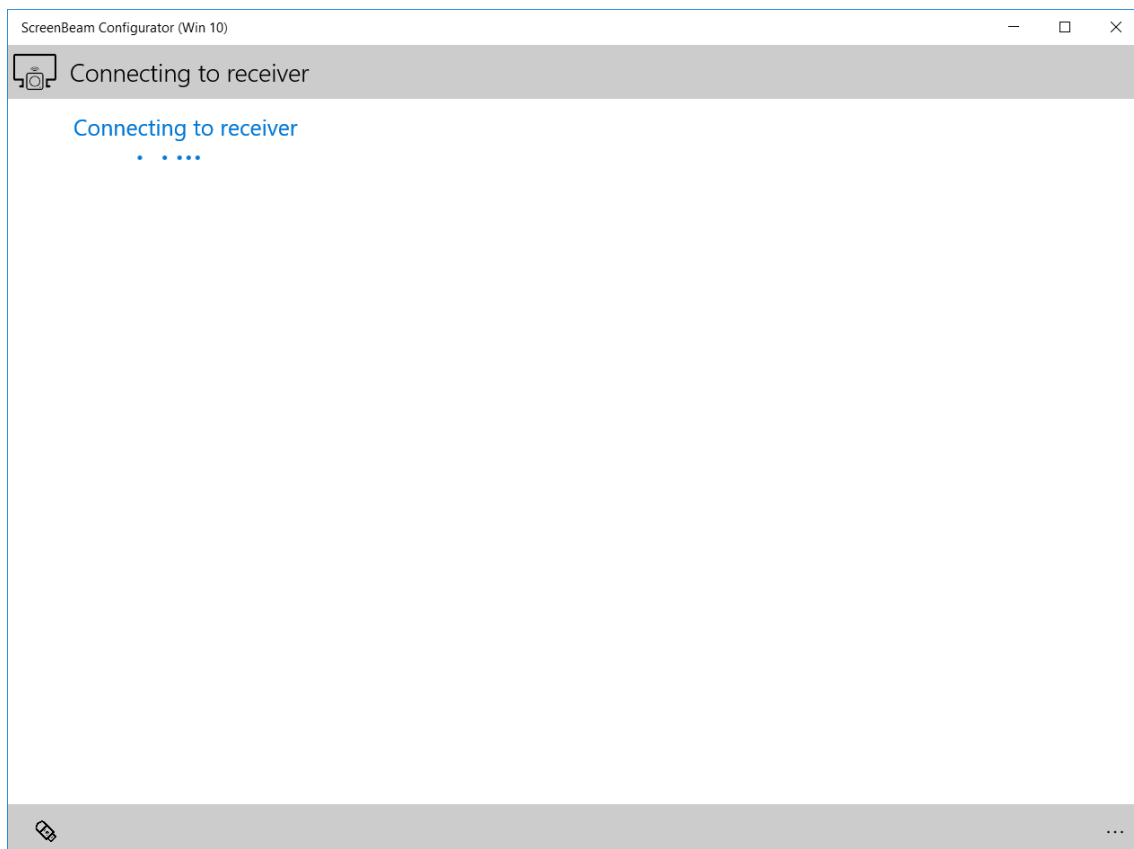 ScreenBeam Configurator (Win 10)
Connecting to receiver
Connecting to receiver
...